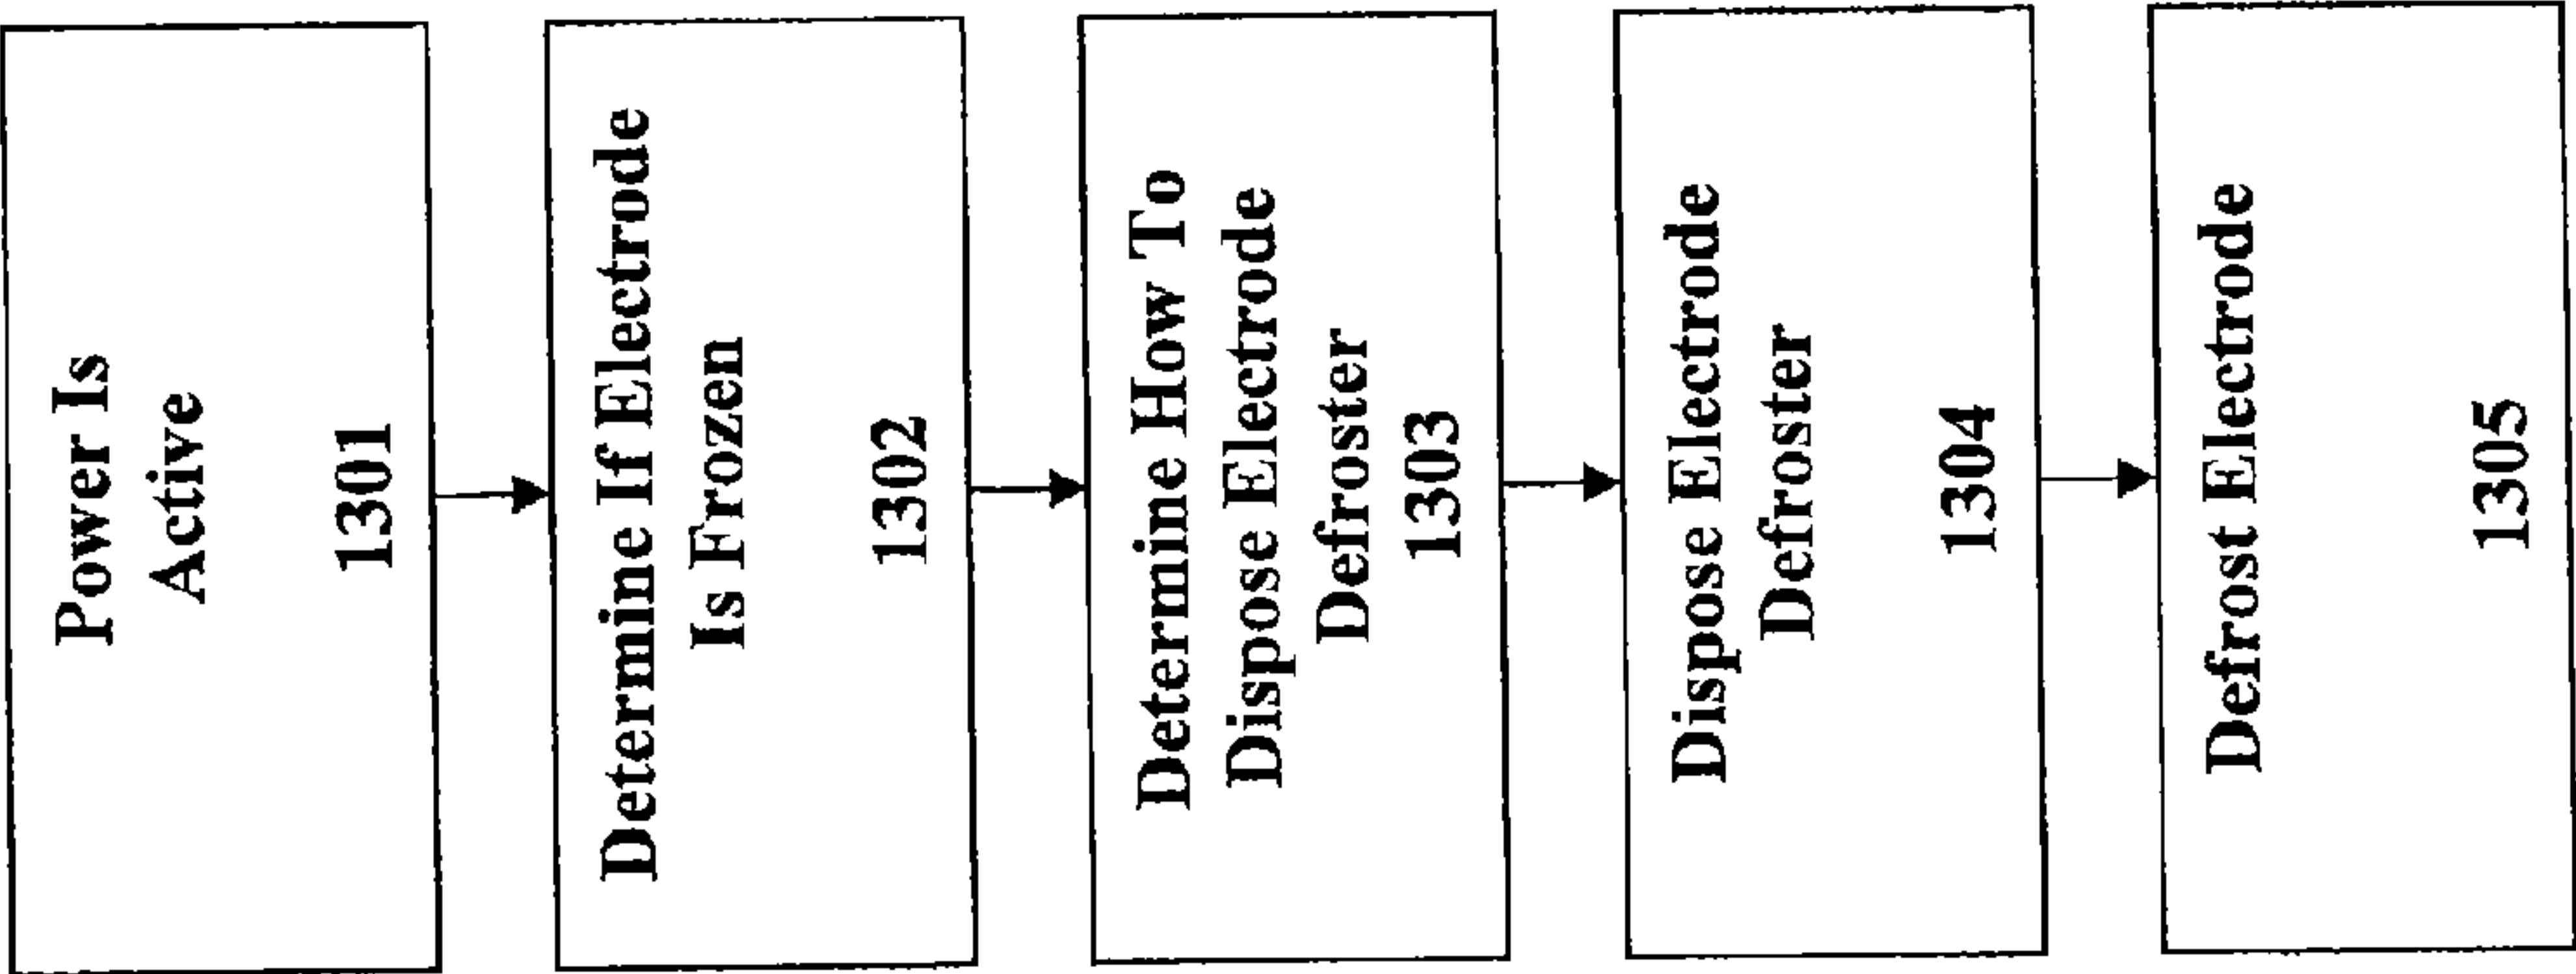 Power Is
Active
1301
Determine If Electrode
Is Frozen
1302
Determine How To
Dispose Electrode
Defroster
1303
Dispose Electrode
Defroster
1304
Defrost Electrode
1305